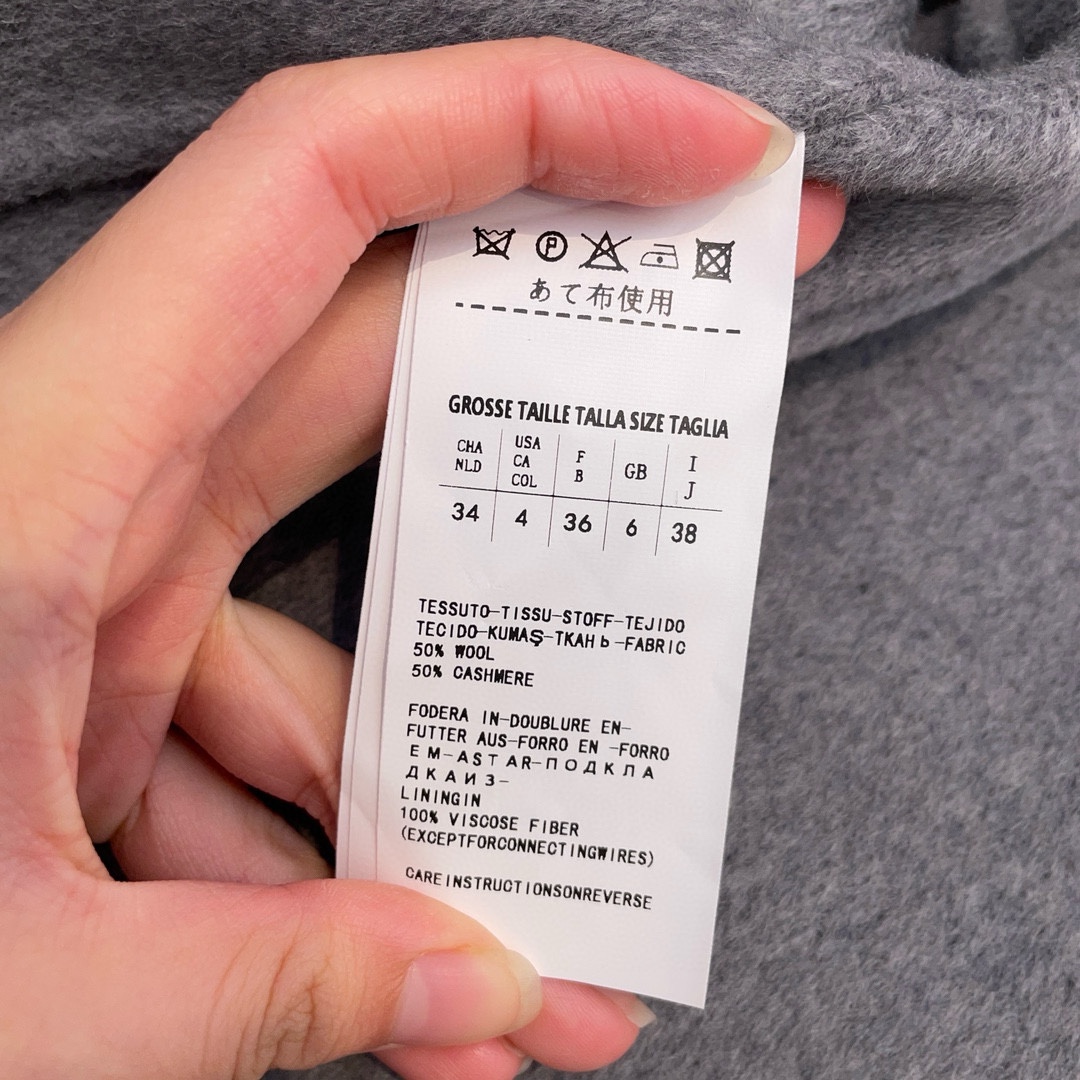 P
あて布使用
GROSSE TAILLE TALLA SIZE TAGLIA
CHA NLD USA CA COL F B GB I J
34 4 36 6 38
TESSUTO-TISSU-STOFF-TEJIDO
TECIDO-KUMAŞ-TKAHЬ-FABRIC
50% WOOL
50% CASHMERE
FODERA IN-DOUBLURE EN-
FUTTER AUS-FORRO EN -FORRO
EM-ASTAR-ПОДКЛА
ДКАИЗ-
LININGIN
100% VISCOSE FIBER
(EXCEPTFORCONNECTINGWIRES)
CAREINSTRUCTIONSONREVERSE